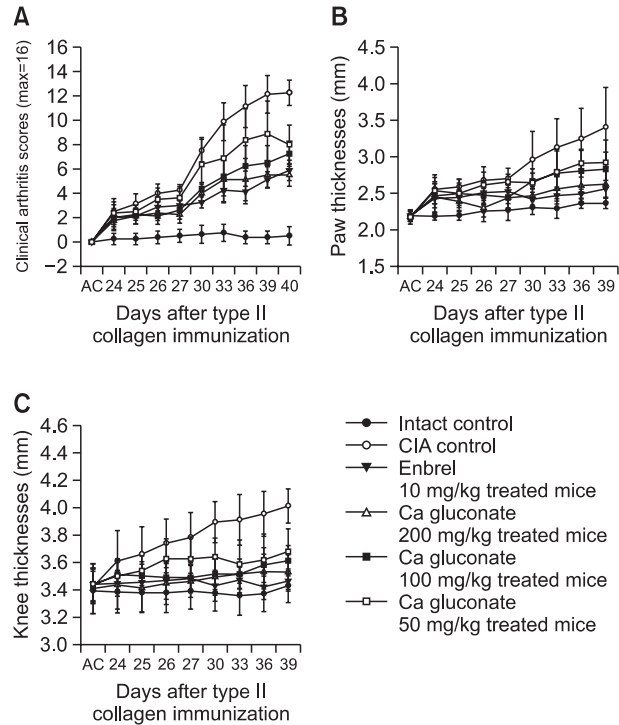 A
Clinical arthritis scores (max=16)
16
14
12
10
8
6
4
2
0
−2
AC 24 25 26 27 30 33 36 39 40
Days after type II
collagen immunization
B
Paw thicknesses (mm)
4.5
4.0
3.5
3.0
2.5
2.0
1.5
AC 24 25 26 27 30 33 36 39
Days after type II
collagen immunization
C
Knee thicknesses (mm)
4.6
4.4
4.2
4.0
3.8
3.6
3.4
3.2
3.0
AC 24 25 26 27 30 33 36 39
Days after type II
collagen immunization
Intact control
CIA control
Enbrel
10 mg/kg treated mice
Ca gluconate
200 mg/kg treated mice
Ca gluconate
100 mg/kg treated mice
Ca gluconate
50 mg/kg treated mice